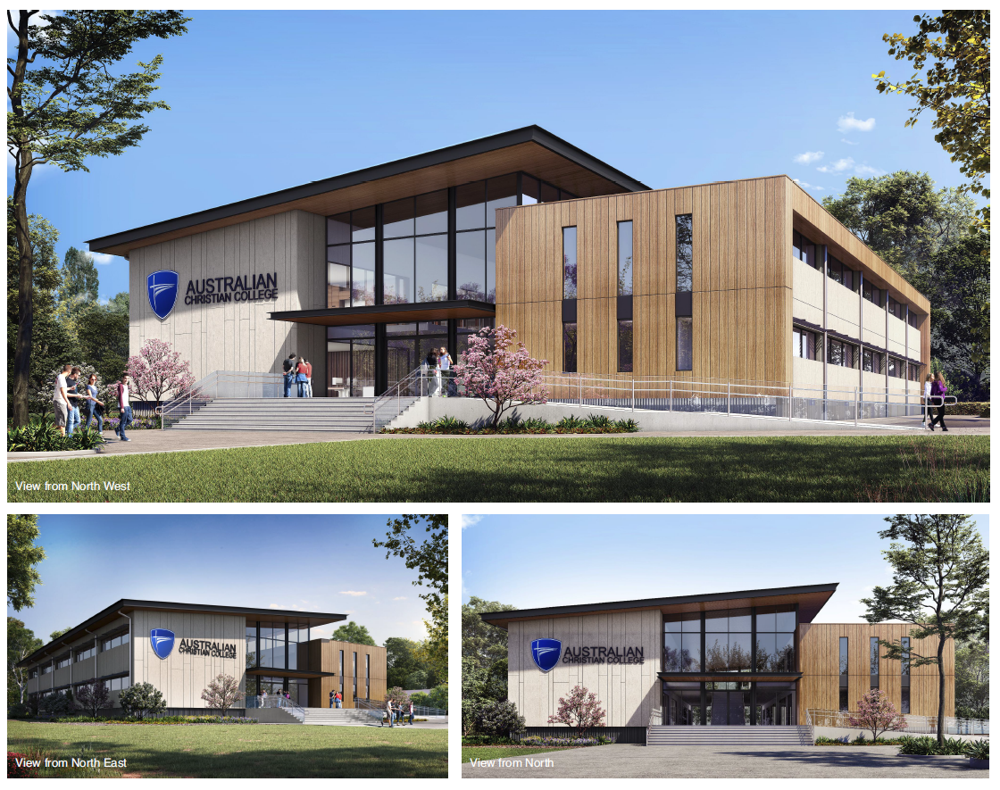 AUSTRALIAN
CHRISTIAN COLLEGE
View from North West
AUSTRALIAN
CHRISTIAN COLLEGE
View from North East
AUSTRALIAN
CHRISTIAN COLLEGE
View from North